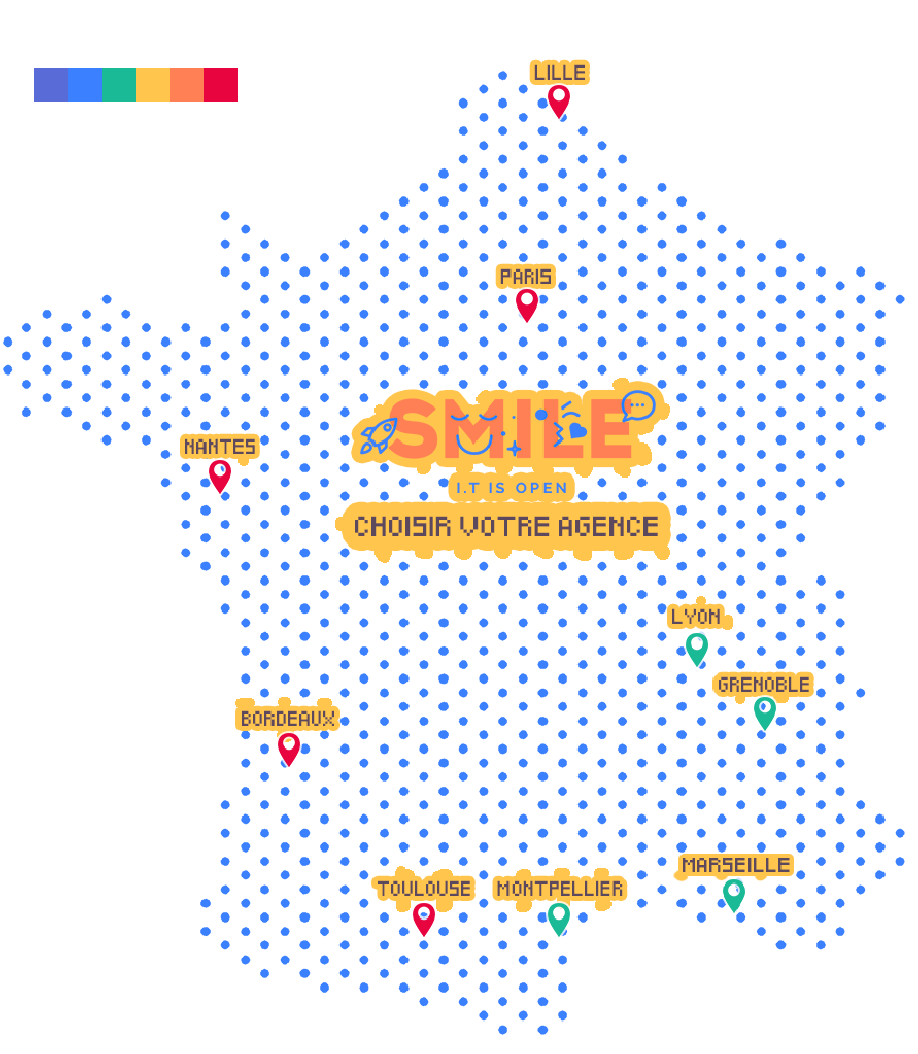 LILLE
PARIS
SMILE
I.T IS OPEN
NANTES
CHOISIR VOTRE AGENCE
LYON
GRENOBLE
BORDEAUX
MARSEILLE
TOULOUSE
MONTPELLIER